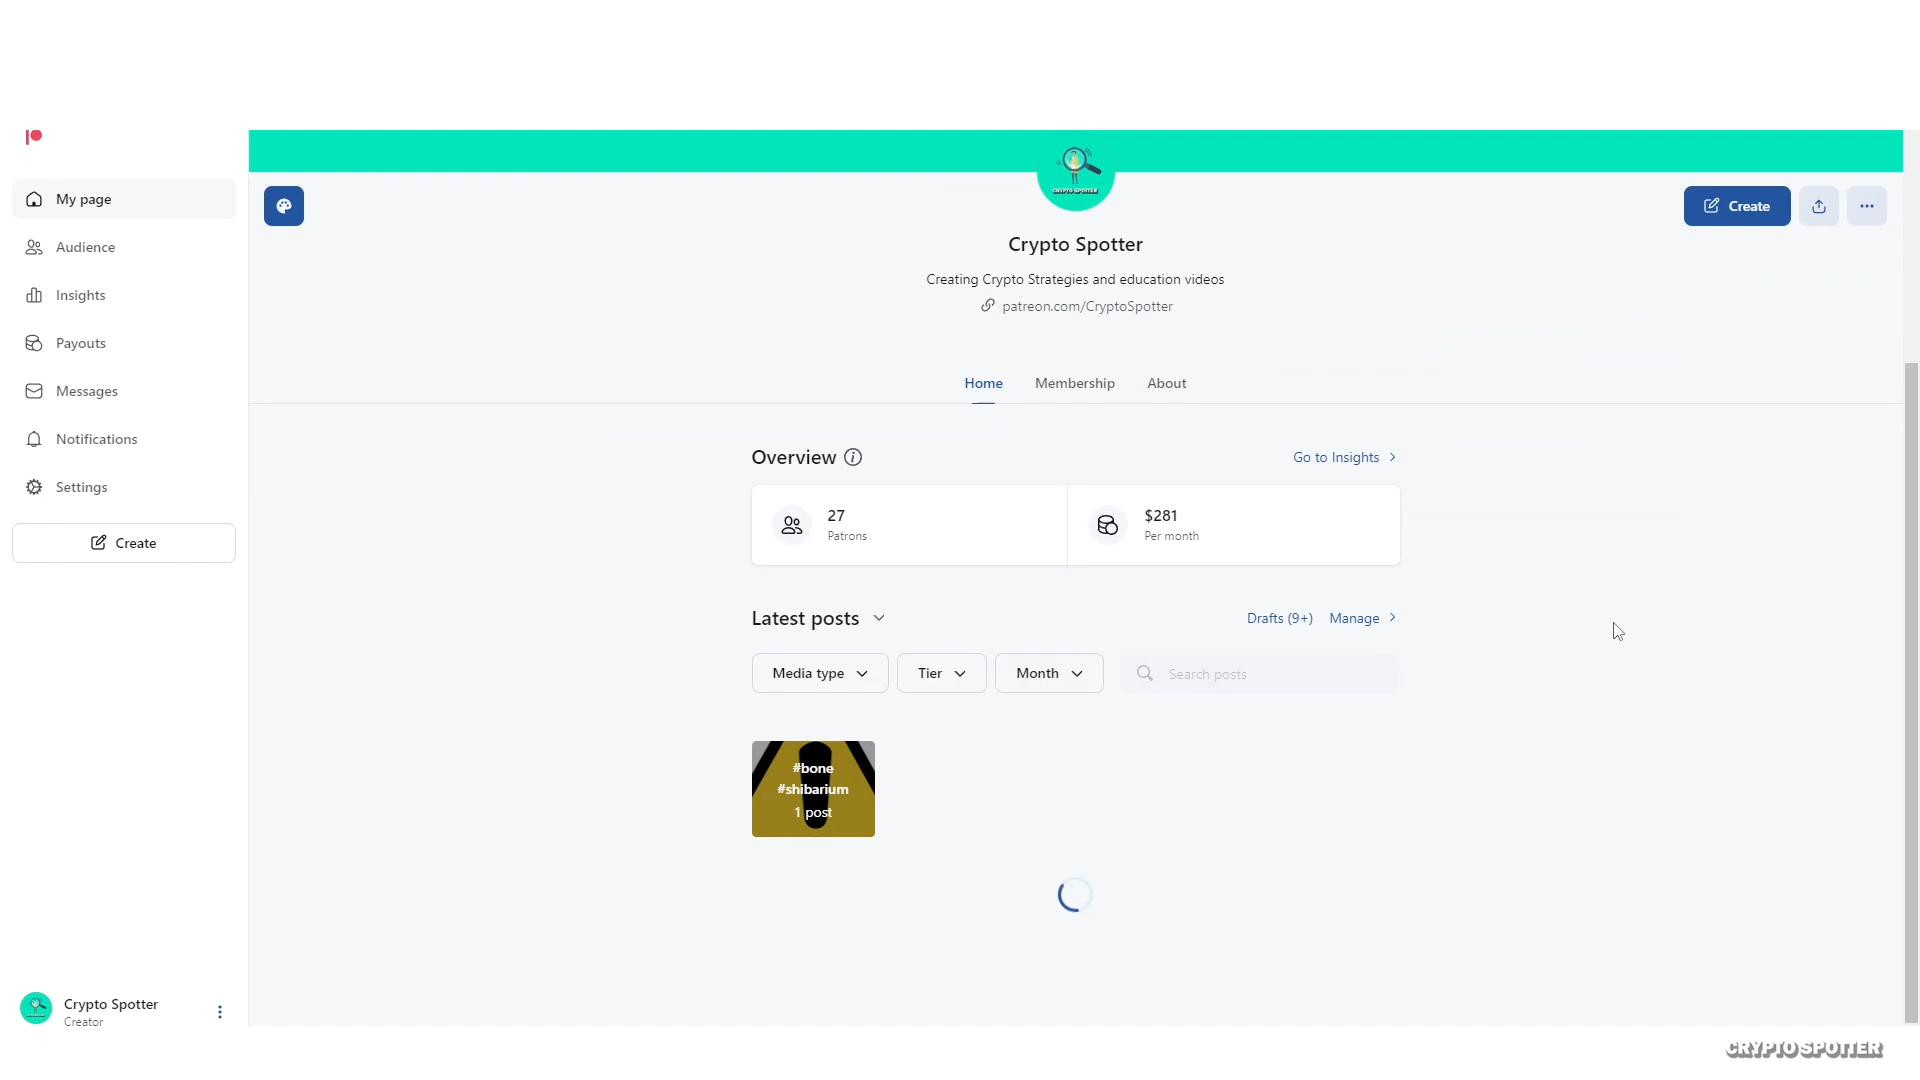 My page
Audience
Insights
Payouts
Messages
Notifications
Settings
Create
Crypto Spotter
Creator
CRYPTO SPOTTER
Create
Crypto Spotter
Creating Crypto Strategies and education videos
patreon.com/CryptoSpotter
Home Membership About
Overview Go to Insights
27
Patrons
$281
Per month
Latest posts Drafts (9+) Manage
Media type Tier Month Search posts
#bone
#shibarium
1 post
CRYPTO SPOTTER